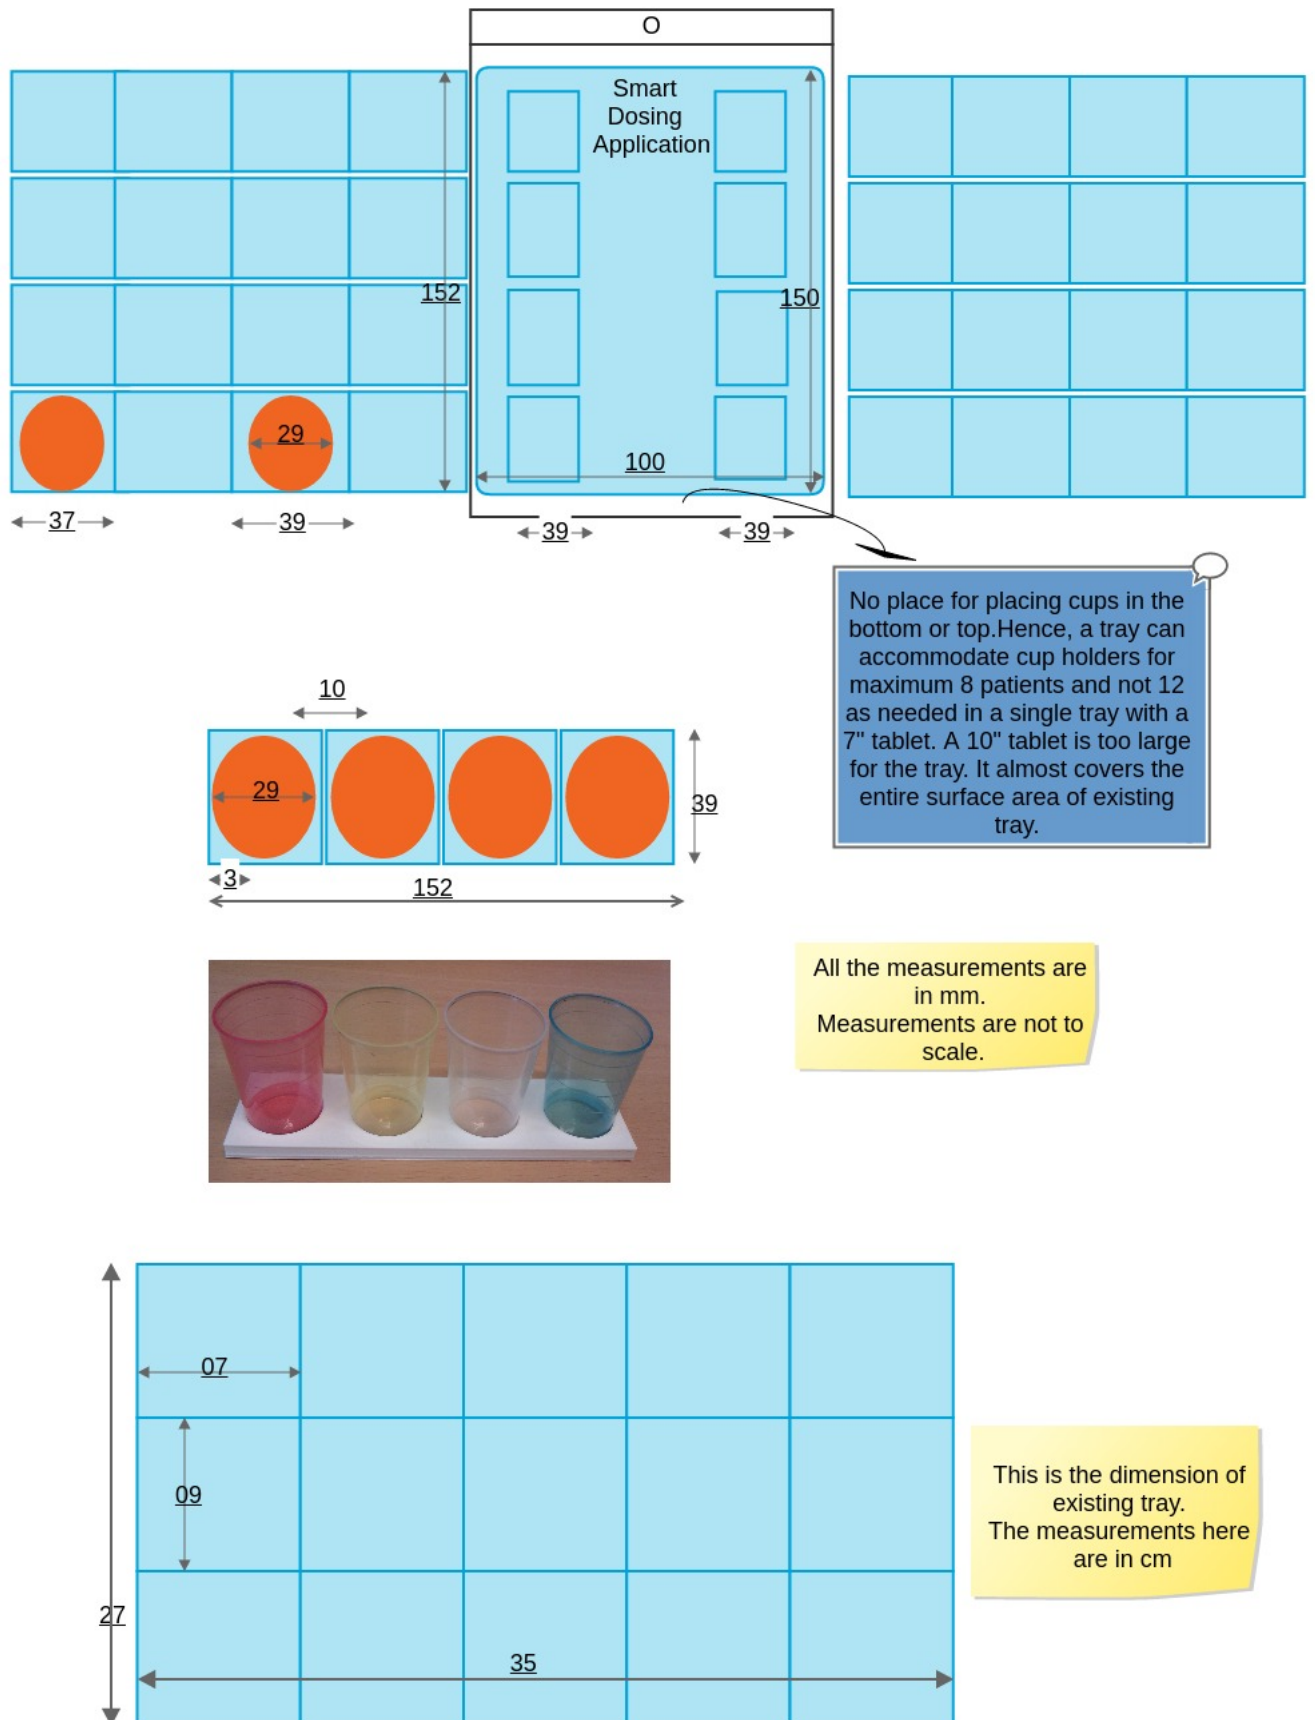 O
Smart
Dosing
Application
152
150
29
100
37
39
39
39
No place for placing cups in the
bottom or top.Hence, a tray can
accommodate cup holders for
maximum 8 patients and not 12
as needed in a single tray with a
7" tablet. A 10" tablet is too large
for the tray. It almost covers the
entire surface area of existing
tray.
10
29
39
3
152
All the measurements are
in mm.
Measurements are not to
scale.
07
09
This is the dimension of
existing tray.
The measurements here
are in cm
27
35